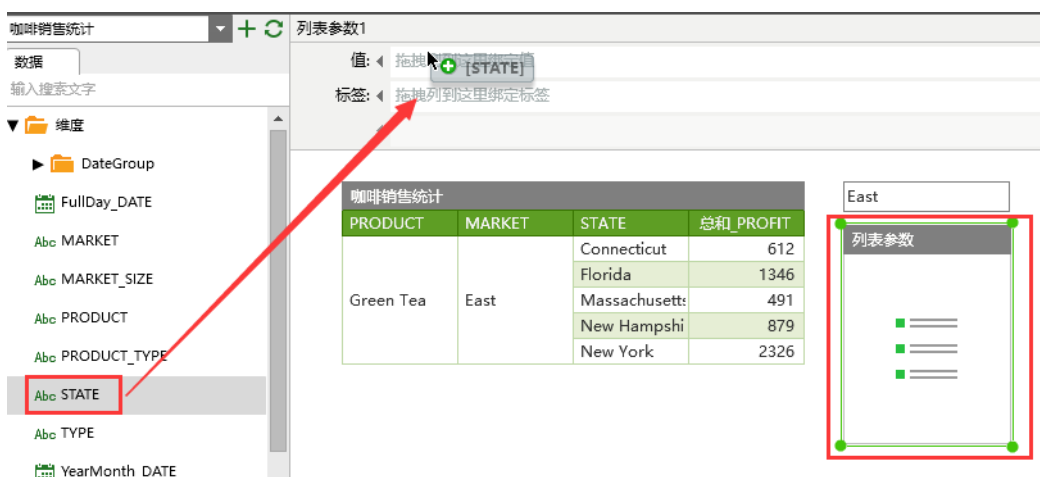 咖啡销售统计
列表参数1
数据
值:
[STATE]
输入搜索文字
标签:
拖拽列到这里绑定标签
维度
DateGroup
FullDay_DATE
Abc MARKET
Abc MARKET_SIZE
Abc PRODUCT
Abc PRODUCT_TYPE
Abc STATE
Abc TYPE
YearMonth DATE
咖啡销售统计
PRODUCT MARKET STATE 总和_PROFIT
Green Tea East Connecticut 612
Florida 1346
Massachusetts 491
New Hampshi 879
New York 2326
East
列表参数